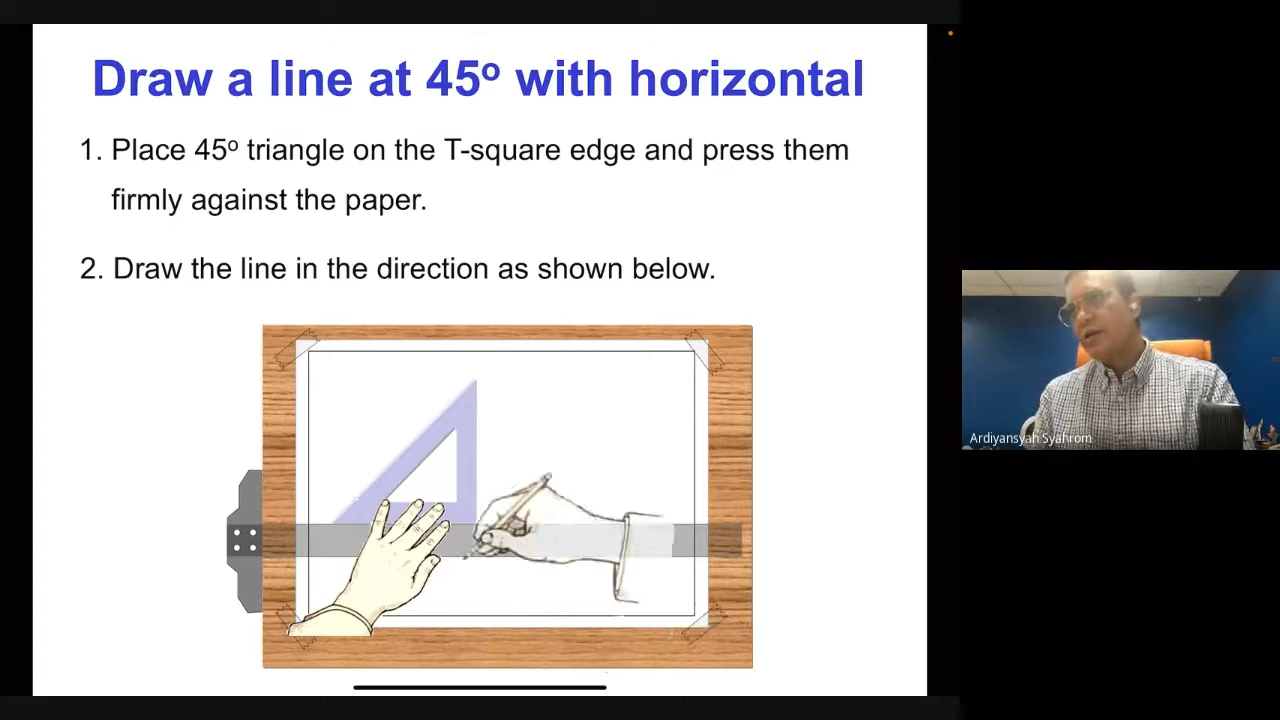 Draw a line at 45º with horizontal
1. Place 45º triangle on the T-square edge and press them
firmly against the paper.
2. Draw the line in the direction as shown below.
Ardiyansyah Syahrom